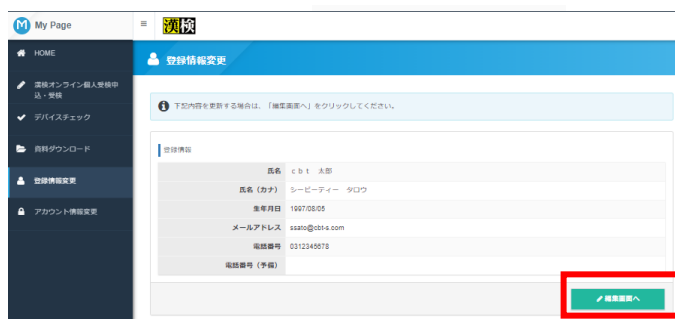 M My Page
≡ 漢検
HOME
漢検オンライン個人受検申
込・受検
デバイスチェック
資料ダウンロード
登録情報変更
アカウント情報変更
登録情報変更
下記内容を更新する場合は、「編集画面へ」をクリックしてください。
登録情報
氏名 cbt 太郎
氏名（カナ） シービーティー タロウ
生年月日 1997/08/05
メールアドレス ssato@cbt-s.com
電話番号 0312345678
電話番号（予備）
編集画面へ